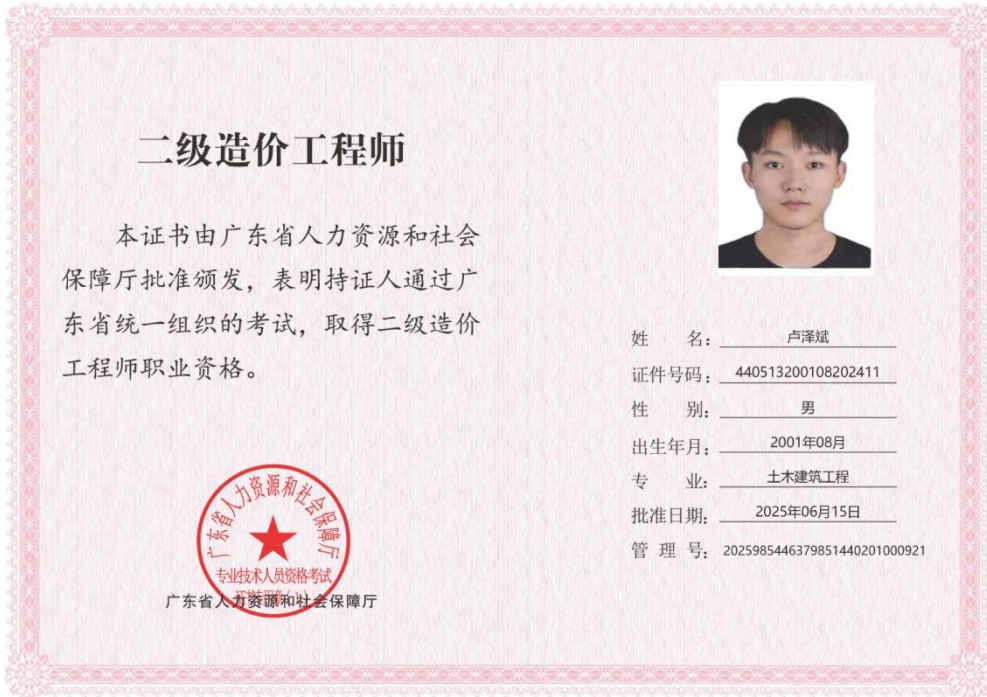 二级造价工程师
本证书由广东省人力资源和社会
保障厅批准颁发，表明持证人通过广
东省统一组织的考试，取得二级造价
工程师职业资格。
广东省人力资源和社会保障厅
专业技术人员资格考试
广东省人力资源和社会保障厅
姓 名：卢泽斌
证件号码：440513200108202411
性 别：男
出生年月：2001年08月
专 业：土木建筑工程
批准日期：2025年06月15日
管 理 号：2025985446379851440201000921